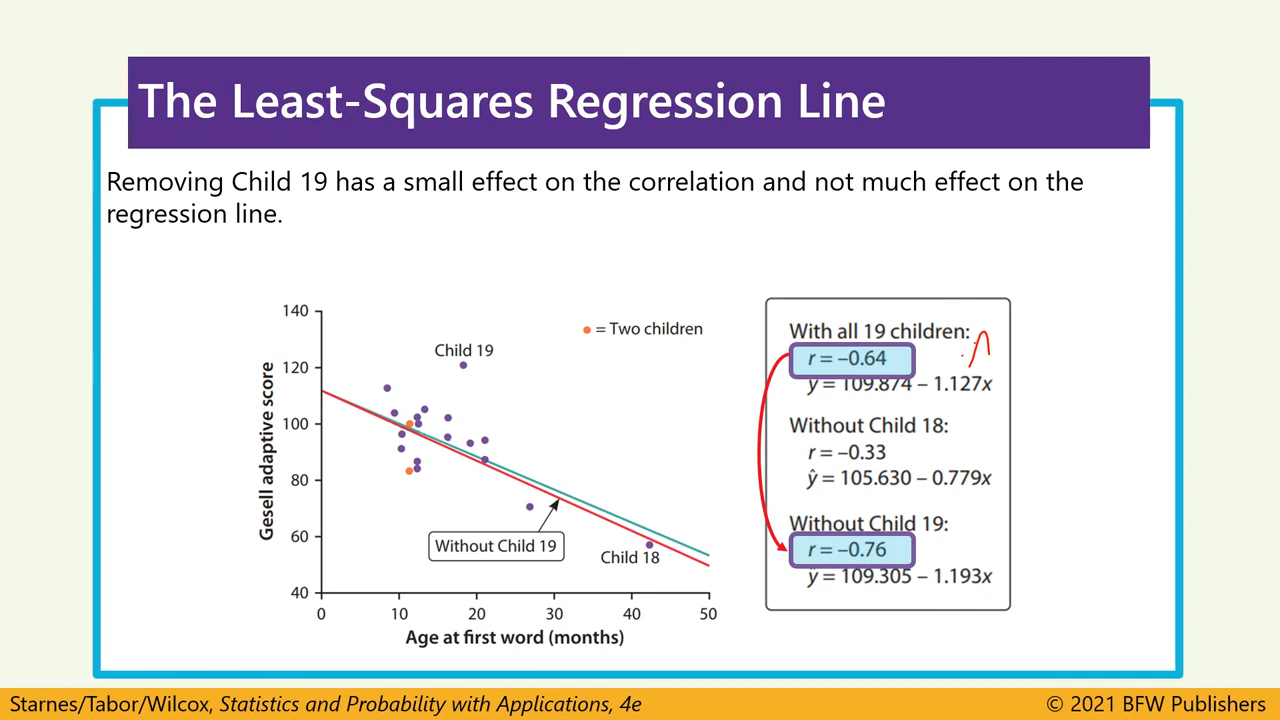 The Least-Squares Regression Line
Removing Child 19 has a small effect on the correlation and not much effect on the
regression line.
140
120
100
80
60
40
0
10
20
30
40
50
Gesell adaptive score
Age at first word (months)
= Two children
Child 19
Without Child 19
Child 18
With all 19 children:
r = –0.64
ŷ = 109.874 – 1.127x
Without Child 18:
r = –0.33
ŷ = 105.630 – 0.779x
Without Child 19:
r = –0.76
ŷ = 109.305 – 1.193x
Starnes/Tabor/Wilcox, Statistics and Probability with Applications, 4e
© 2021 BFW Publishers